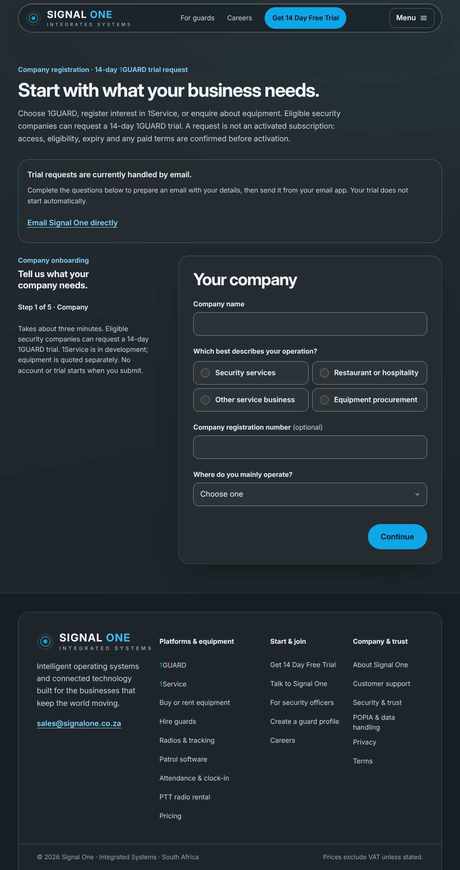 SIGNAL ONE
INTEGRATED SYSTEMS
For guards
Careers
Get 14 Day Free Trial
Menu
Company registration · 14-day 1GUARD trial request
Start with what your business needs.
Choose 1GUARD, register interest in 1Service, or enquire about equipment. Eligible security
companies can request a 14-day 1GUARD trial. A request is not an activated subscription:
access, eligibility, expiry and any paid terms are confirmed before activation.
Trial requests are currently handled by email.
Complete the questions below to prepare an email with your details, then send it from your email app. Your trial does not
start automatically.
Email Signal One directly
Company onboarding
Tell us what your
company needs.
Step 1 of 5 · Company
Takes about three minutes. Eligible
security companies can request a 14-day
1GUARD trial. 1Service is in development;
equipment is quoted separately. No
account or trial starts when you submit.
Your company
Company name
Which best describes your operation?
Security services
Restaurant or hospitality
Other service business
Equipment procurement
Company registration number (optional)
Where do you mainly operate?
Choose one
Continue
SIGNAL ONE
INTEGRATED SYSTEMS
Intelligent operating systems
and connected technology
built for the businesses that
keep the world moving.
sales@signalone.co.za
Platforms & equipment
1GUARD
1Service
Buy or rent equipment
Hire guards
Radios & tracking
Patrol software
Attendance & clock-in
PTT radio rental
Pricing
Start & join
Get 14 Day Free Trial
Talk to Signal One
For security officers
Create a guard profile
Careers
Company & trust
About Signal One
Customer support
Security & trust
POPIA & data
handling
Privacy
Terms
© 2026 Signal One · Integrated Systems · South Africa
Prices exclude VAT unless stated.